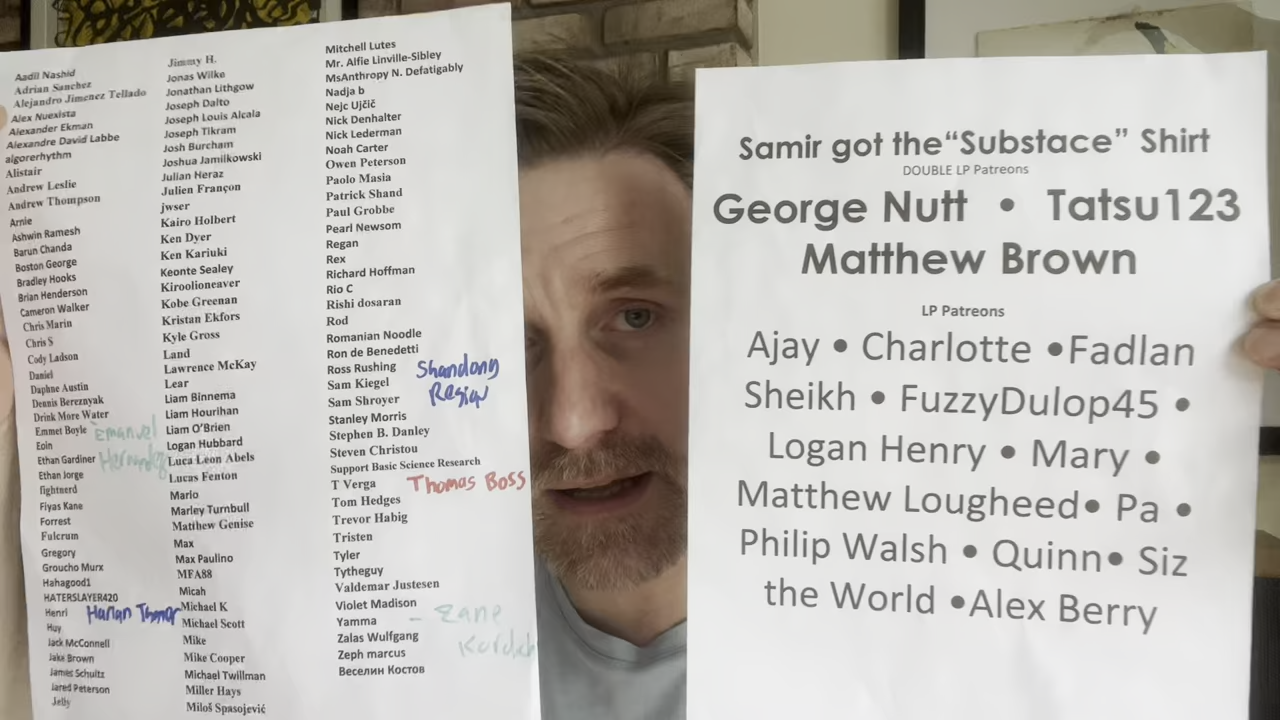 Aadil Nashid
Adrian Sanchez
Alejandro Jimenez Tellado
Alex Nuexista
Alexander Ekman
Alexandre David Labbe
algorerhythm
Alistair
Andrew Leslie
Andrew Thompson
Arnie
Ashwin Ramesh
Barun Chanda
Boston George
Bradley Hooks
Brian Henderson
Cameron Walker
Chris Marin
Chris S
Cody Ladson
Daniel
Daphne Austin
Dennis Bereznyak
Drink More Water
Emmet Boyle
Emanuel
Eoin
Ethan Gardiner
Hernandez
Ethan Jorge
fightnerd
Flyas Kane
Forrest
Fulcrum
Gregory
Groucho Murx
Hahagood1
HATERSLAYER420
Henri
Harlan
Huy
Jack McConnell
Jake Brown
James Schultz
Jared Peterson
Jelly
Jimmy H.
Jonas Wilke
Jonathan Lithgow
Joseph Dalto
Joseph Louis Alcala
Joseph Tikram
Josh Burcham
Joshua Jamilkowski
Julian Heraz
Julien Françon
jwser
Kairo Holbert
Ken Dyer
Ken Kariuki
Keonte Sealey
Kiroolioneaver
Kobe Greenan
Kristan Ekfors
Kyle Gross
Land
Lawrence McKay
Lear
Liam Binnema
Liam Hourihan
Liam O'Brien
Logan Hubbard
Luca Leon Abels
Lucas Fenton
Mario
Marley Turnbull
Matthew Genise
Max
Max Paulino
MFA88
Micah
Michael K
Michael Scott
Mike
Mike Cooper
Michael Twillman
Miller Hays
Miloš Spasojević
Mitchell Lutes
Mr. Alfie Linville-Sibley
MsAnthropy N. Defatigably
Nadja b
Nejc Ujčič
Nick Denhalter
Nick Lederman
Noah Carter
Owen Peterson
Paolo Masia
Patrick Shand
Paul Grobbe
Pearl Newsom
Regan
Rex
Richard Hoffman
Rio C
Rishi dosaran
Rod
Romanian Noodle
Ron de Benedetti
Ross Rushing
Shandong
Sam Kiegel
Sam Shroyer
Stanley Morris
Stephen B. Danley
Steven Christou
Support Basic Science Research
T Verga
Thomas Boss
Tom Hedges
Trevor Habig
Tristen
Tyler
Tytheguy
Valdemar Justesen
Violet Madison
Yamma
- Zane
Zalas Wulfgang
Zeph marcus
Веселин Костов
Samir got the“Substace” Shirt
DOUBLE LP Patreons
George Nutt • Tatsu123
Matthew Brown
LP Patreons
Ajay • Charlotte •Fadlan
Sheikh • FuzzyDulop45 •
Logan Henry • Mary •
Matthew Lougheed• Pa •
Philip Walsh • Quinn• Siz
the World •Alex Berry